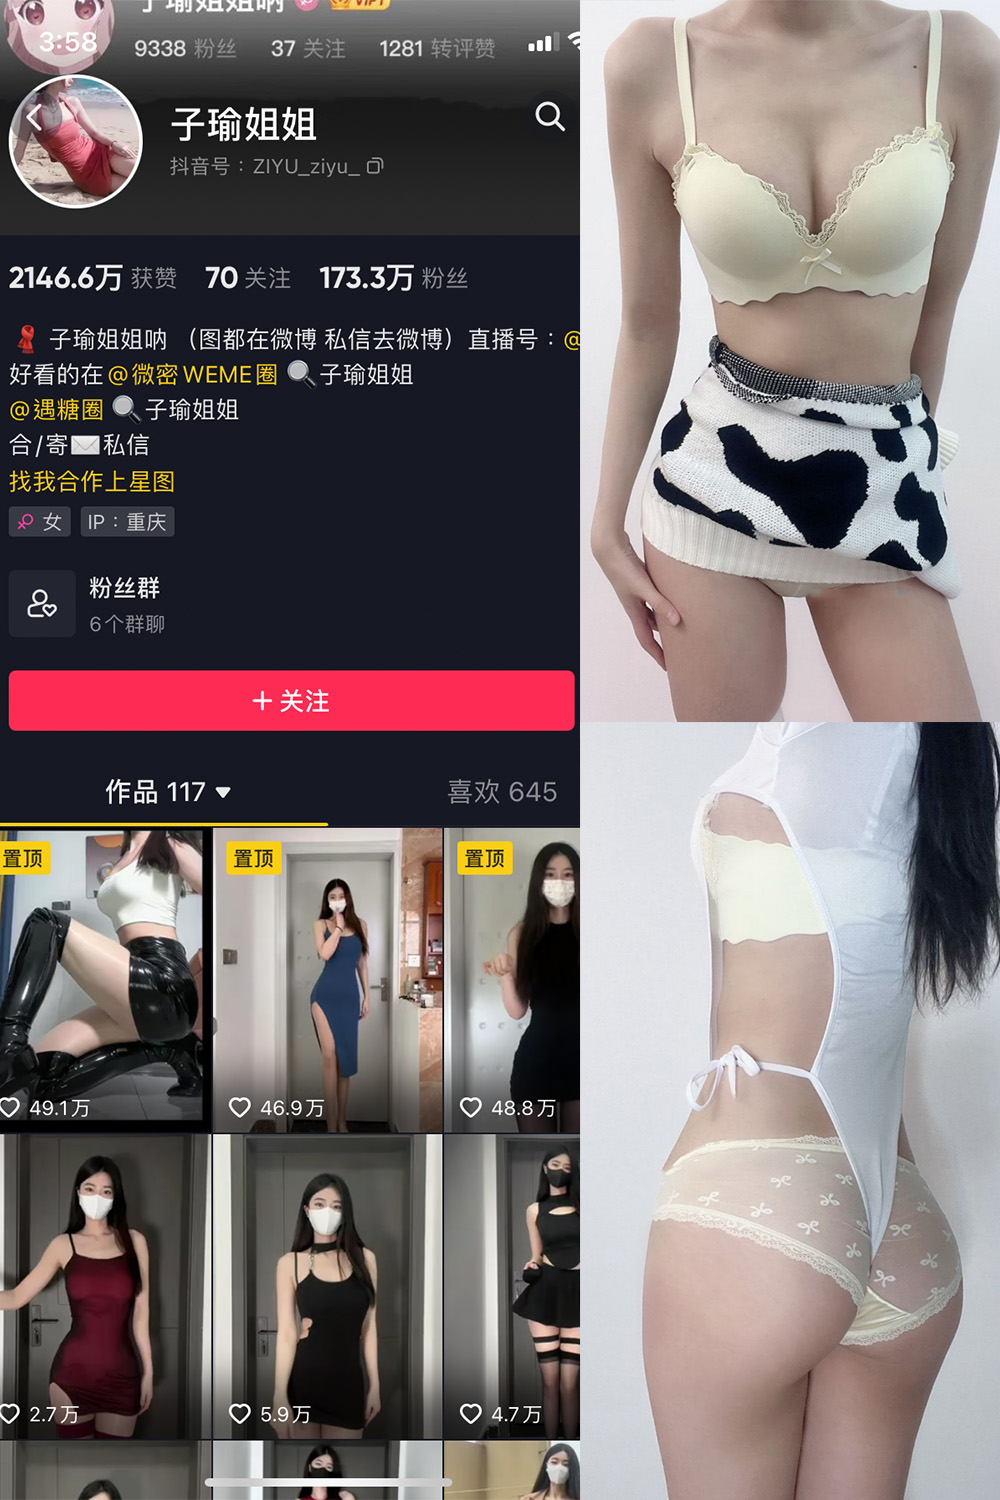 子瑜姐姐呐 VIP1
3:58
9338 粉丝 37 关注 1281 转评赞
子瑜姐姐
抖音号：ZIYU_ziyu_
2146.6万 获赞 70 关注 173.3万 粉丝
子瑜姐姐呐 （图都在微博 私信去微博）直播号：@
好看的在 @微密WEME圈 🔍子瑜姐姐
@遇糖圈 🔍子瑜姐姐
合/寄✉️私信
找我合作上星图
♀ 女 IP：重庆
粉丝群
6个群聊
+ 关注
作品 117 喜欢 645
置顶 置顶 置顶
49.1万 46.9万 48.8万
2.7万 5.9万 4.7万